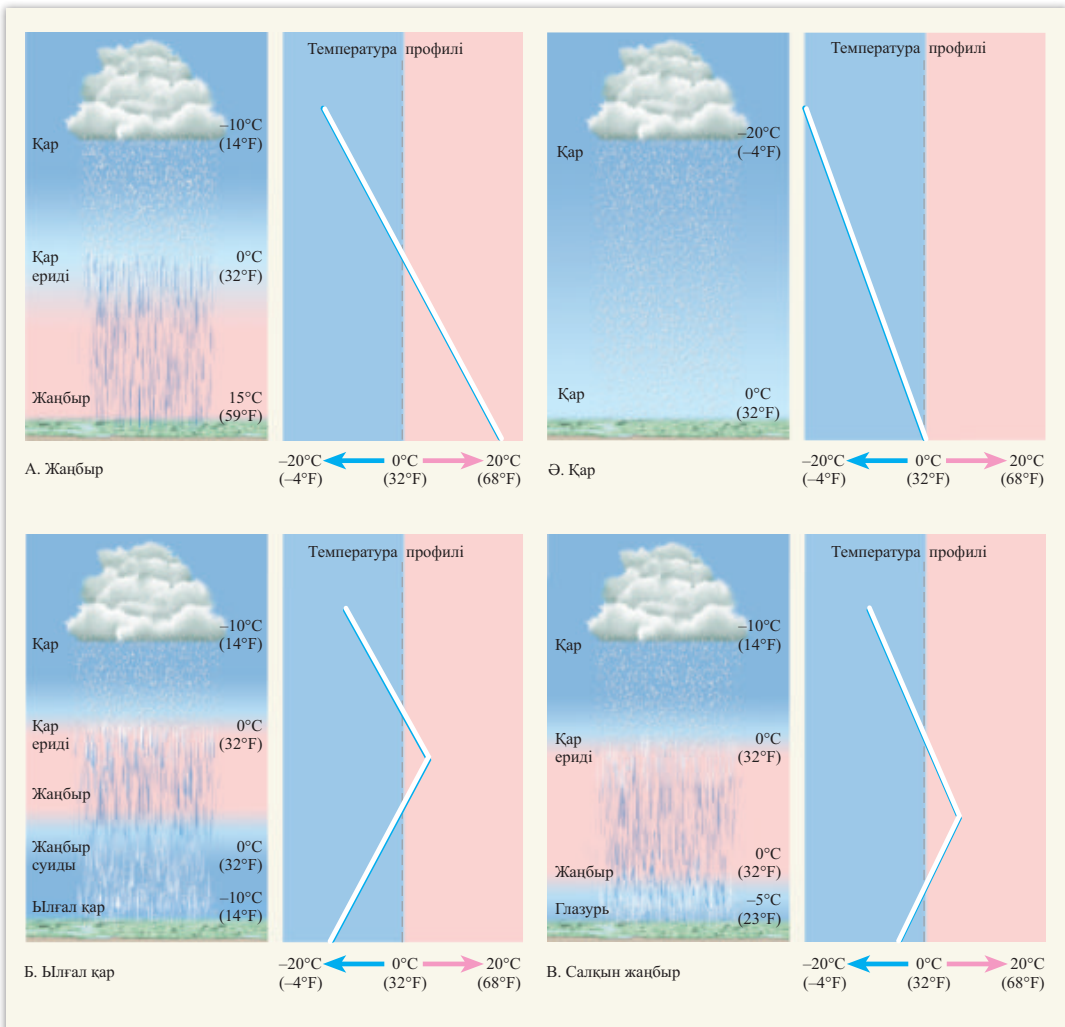 Температура профилі
–10°C
Қар
(14°F)
Қар
0°C
ериді
(32°F)
Жаңбыр
15°C
(59°F)
А. Жаңбыр
–20°C
0°C
20°C
(–4°F)
(32°F)
(68°F)
Температура профилі
–20°C
Қар
(–4°F)
Қар
0°C
(32°F)
Ә. Қар
–20°C
0°C
20°C
(–4°F)
(32°F)
(68°F)
Температура профилі
–10°C
Қар
(14°F)
Қар
0°C
ериді
(32°F)
Жаңбыр
Жаңбыр
0°C
суиды
(32°F)
Ылғал қар
–10°C
(14°F)
Б. Ылғал қар
–20°C
0°C
20°C
(–4°F)
(32°F)
(68°F)
Температура профилі
–10°C
Қар
(14°F)
Қар
0°C
ериді
(32°F)
0°C
Жаңбыр
(32°F)
Глазурь
–5°C
(23°F)
В. Салқын жаңбыр
–20°C
0°C
20°C
(–4°F)
(32°F)
(68°F)